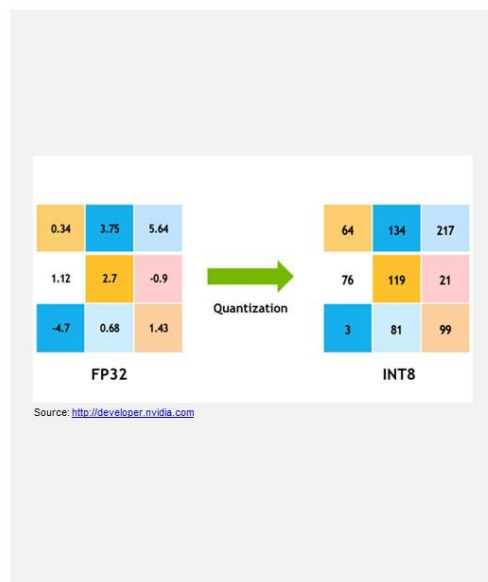 0.34 3.75 5.64 64 134 217
1.12 2.7 -0.9 76 119 21
Quantization
-4.7 0.68 1.43 3 81 99
FP32 INT8
Source: http://developer.nvidia.com